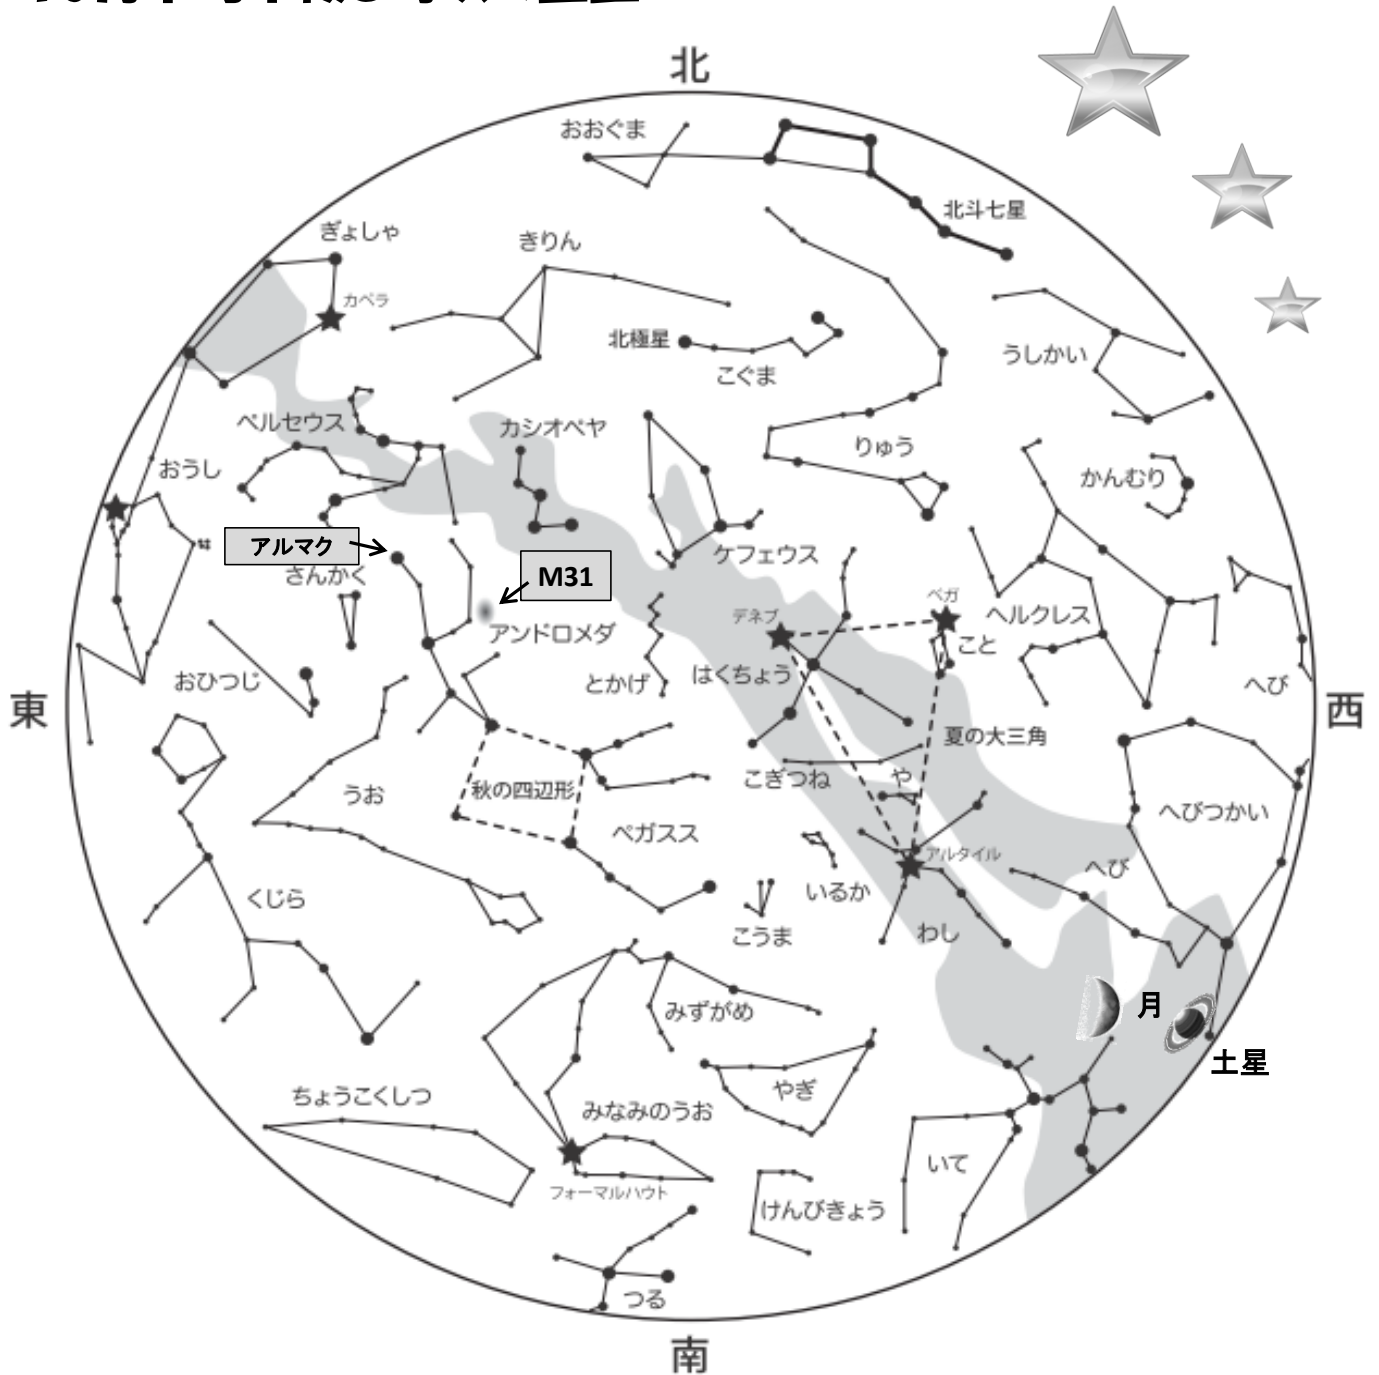 北
おおぐま
北斗七星
ぎょしゃ
きりん
カペラ
北極星
こぐま
うしかい
ペルセウス
カシオペヤ
りゅう
おうし
かんむり
アルマク
さんかく
M31
ケフェウス
アンドロメダ
デネブ
ベガ
こと
ヘルクレス
おひつじ
とかげ
はくちょう
へび
東
西
夏の大三角
うお
秋の四辺形
こぎつね
や
へびつかい
ペガスス
アルタイル
へび
くじら
いるか
こうま
わし
みずがめ
月
土星
ちょうこくしつ
みなみのうお
やぎ
いて
フォーマルハウト
けんびきょう
つる
南